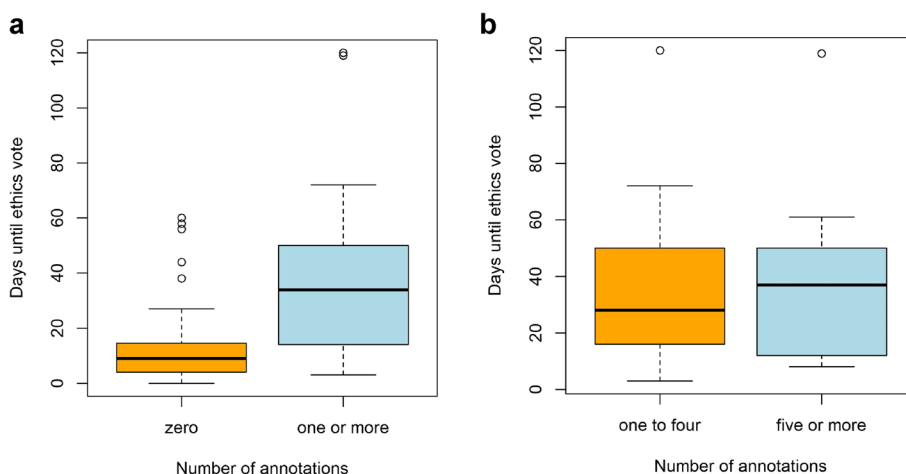 a
120
100
80
60
40
20
0
Days until ethics vote
zero
one or more
Number of annotations
b
120
100
80
60
40
20
0
Days until ethics vote
one to four
five or more
Number of annotations